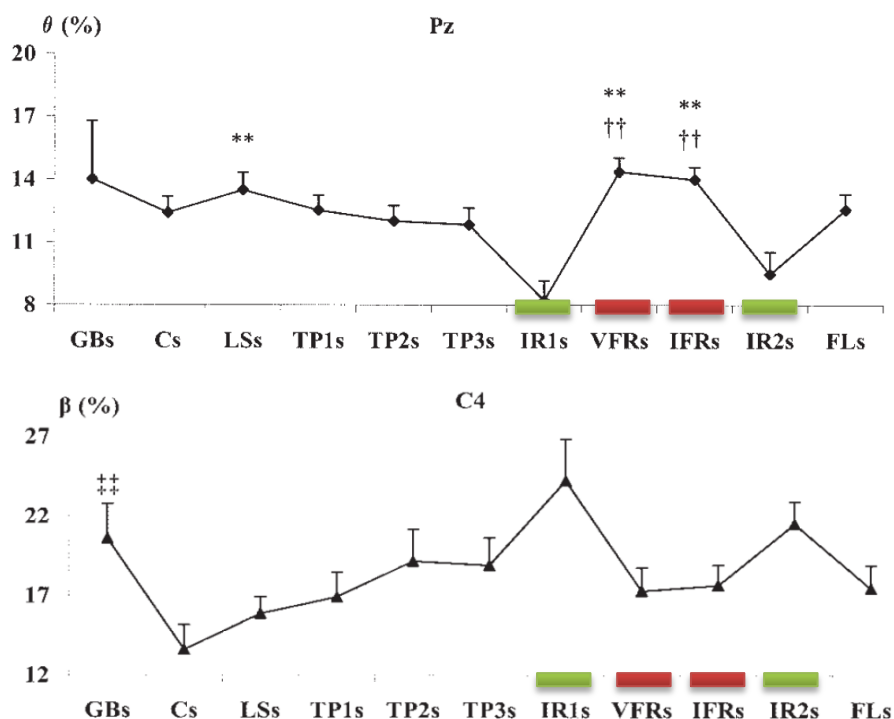 θ (%)
Pz
20
17
14
11
8
**
**
††
**
††
GBs Cs LSs TP1s TP2s TP3s IR1s VFRs IFRs IR2s FLs
β (%)
C4
27
22
17
12
‡‡
GBs Cs LSs TP1s TP2s TP3s IR1s VFRs IFRs IR2s FLs